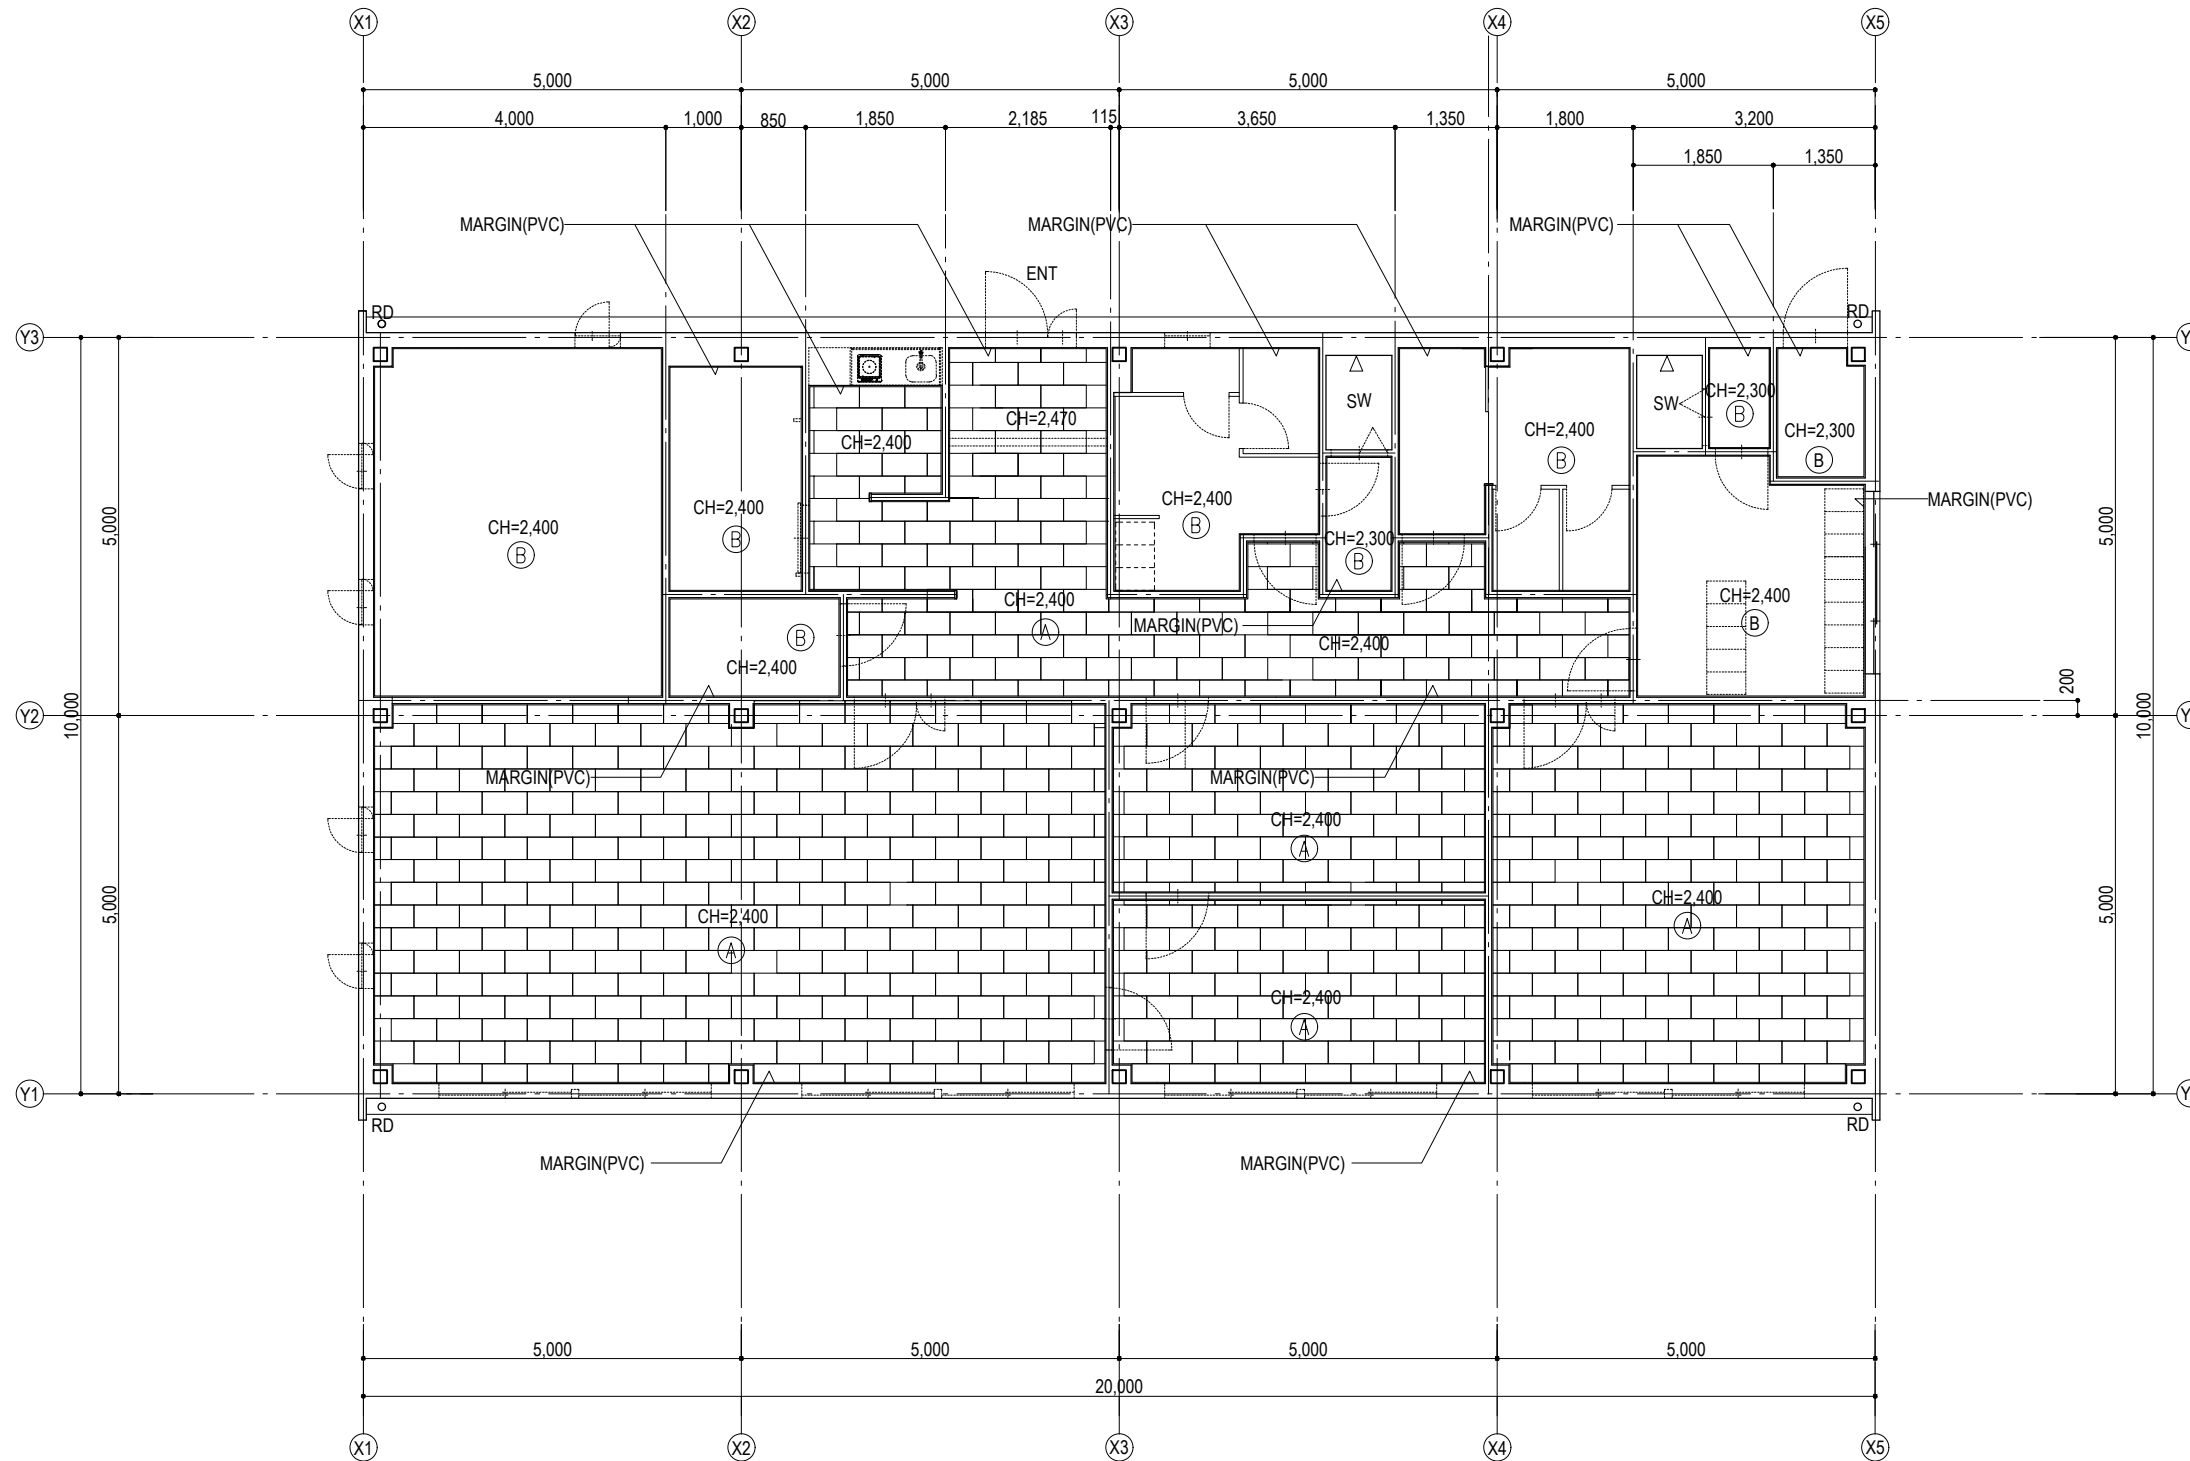 X1 X2 X3 X4 X5
5,000 5,000 5,000 5,000
4,000 1,000 850 1,850 2,185 115 3,650 1,350 1,800 3,200
1,850 1,350
MARGIN(PVC) MARGIN(PVC) MARGIN(PVC)
ENT
RD RD
Y3
CH=2,300
B
SW SW
CH=2,470
CH=2,400
CH=2,400
B
CH=2,300
B
CH=2,400
B
MARGIN(PVC)
CH=2,400
B
CH=2,400
B
5,000 5,000
CH=2,300
B
CH=2,400
A
CH=2,400
B
MARGIN(PVC)
B
CH=2,400
CH=2,400
200
Y2
10,000 10,000
MARGIN(PVC) MARGIN(PVC)
CH=2,400
A
5,000 5,000
CH=2,400
A
CH=2,400
A
CH=2,400
A
Y1
RD RD
MARGIN(PVC) MARGIN(PVC)
5,000 5,000 5,000 5,000
20,000
X1 X2 X3 X4 X5